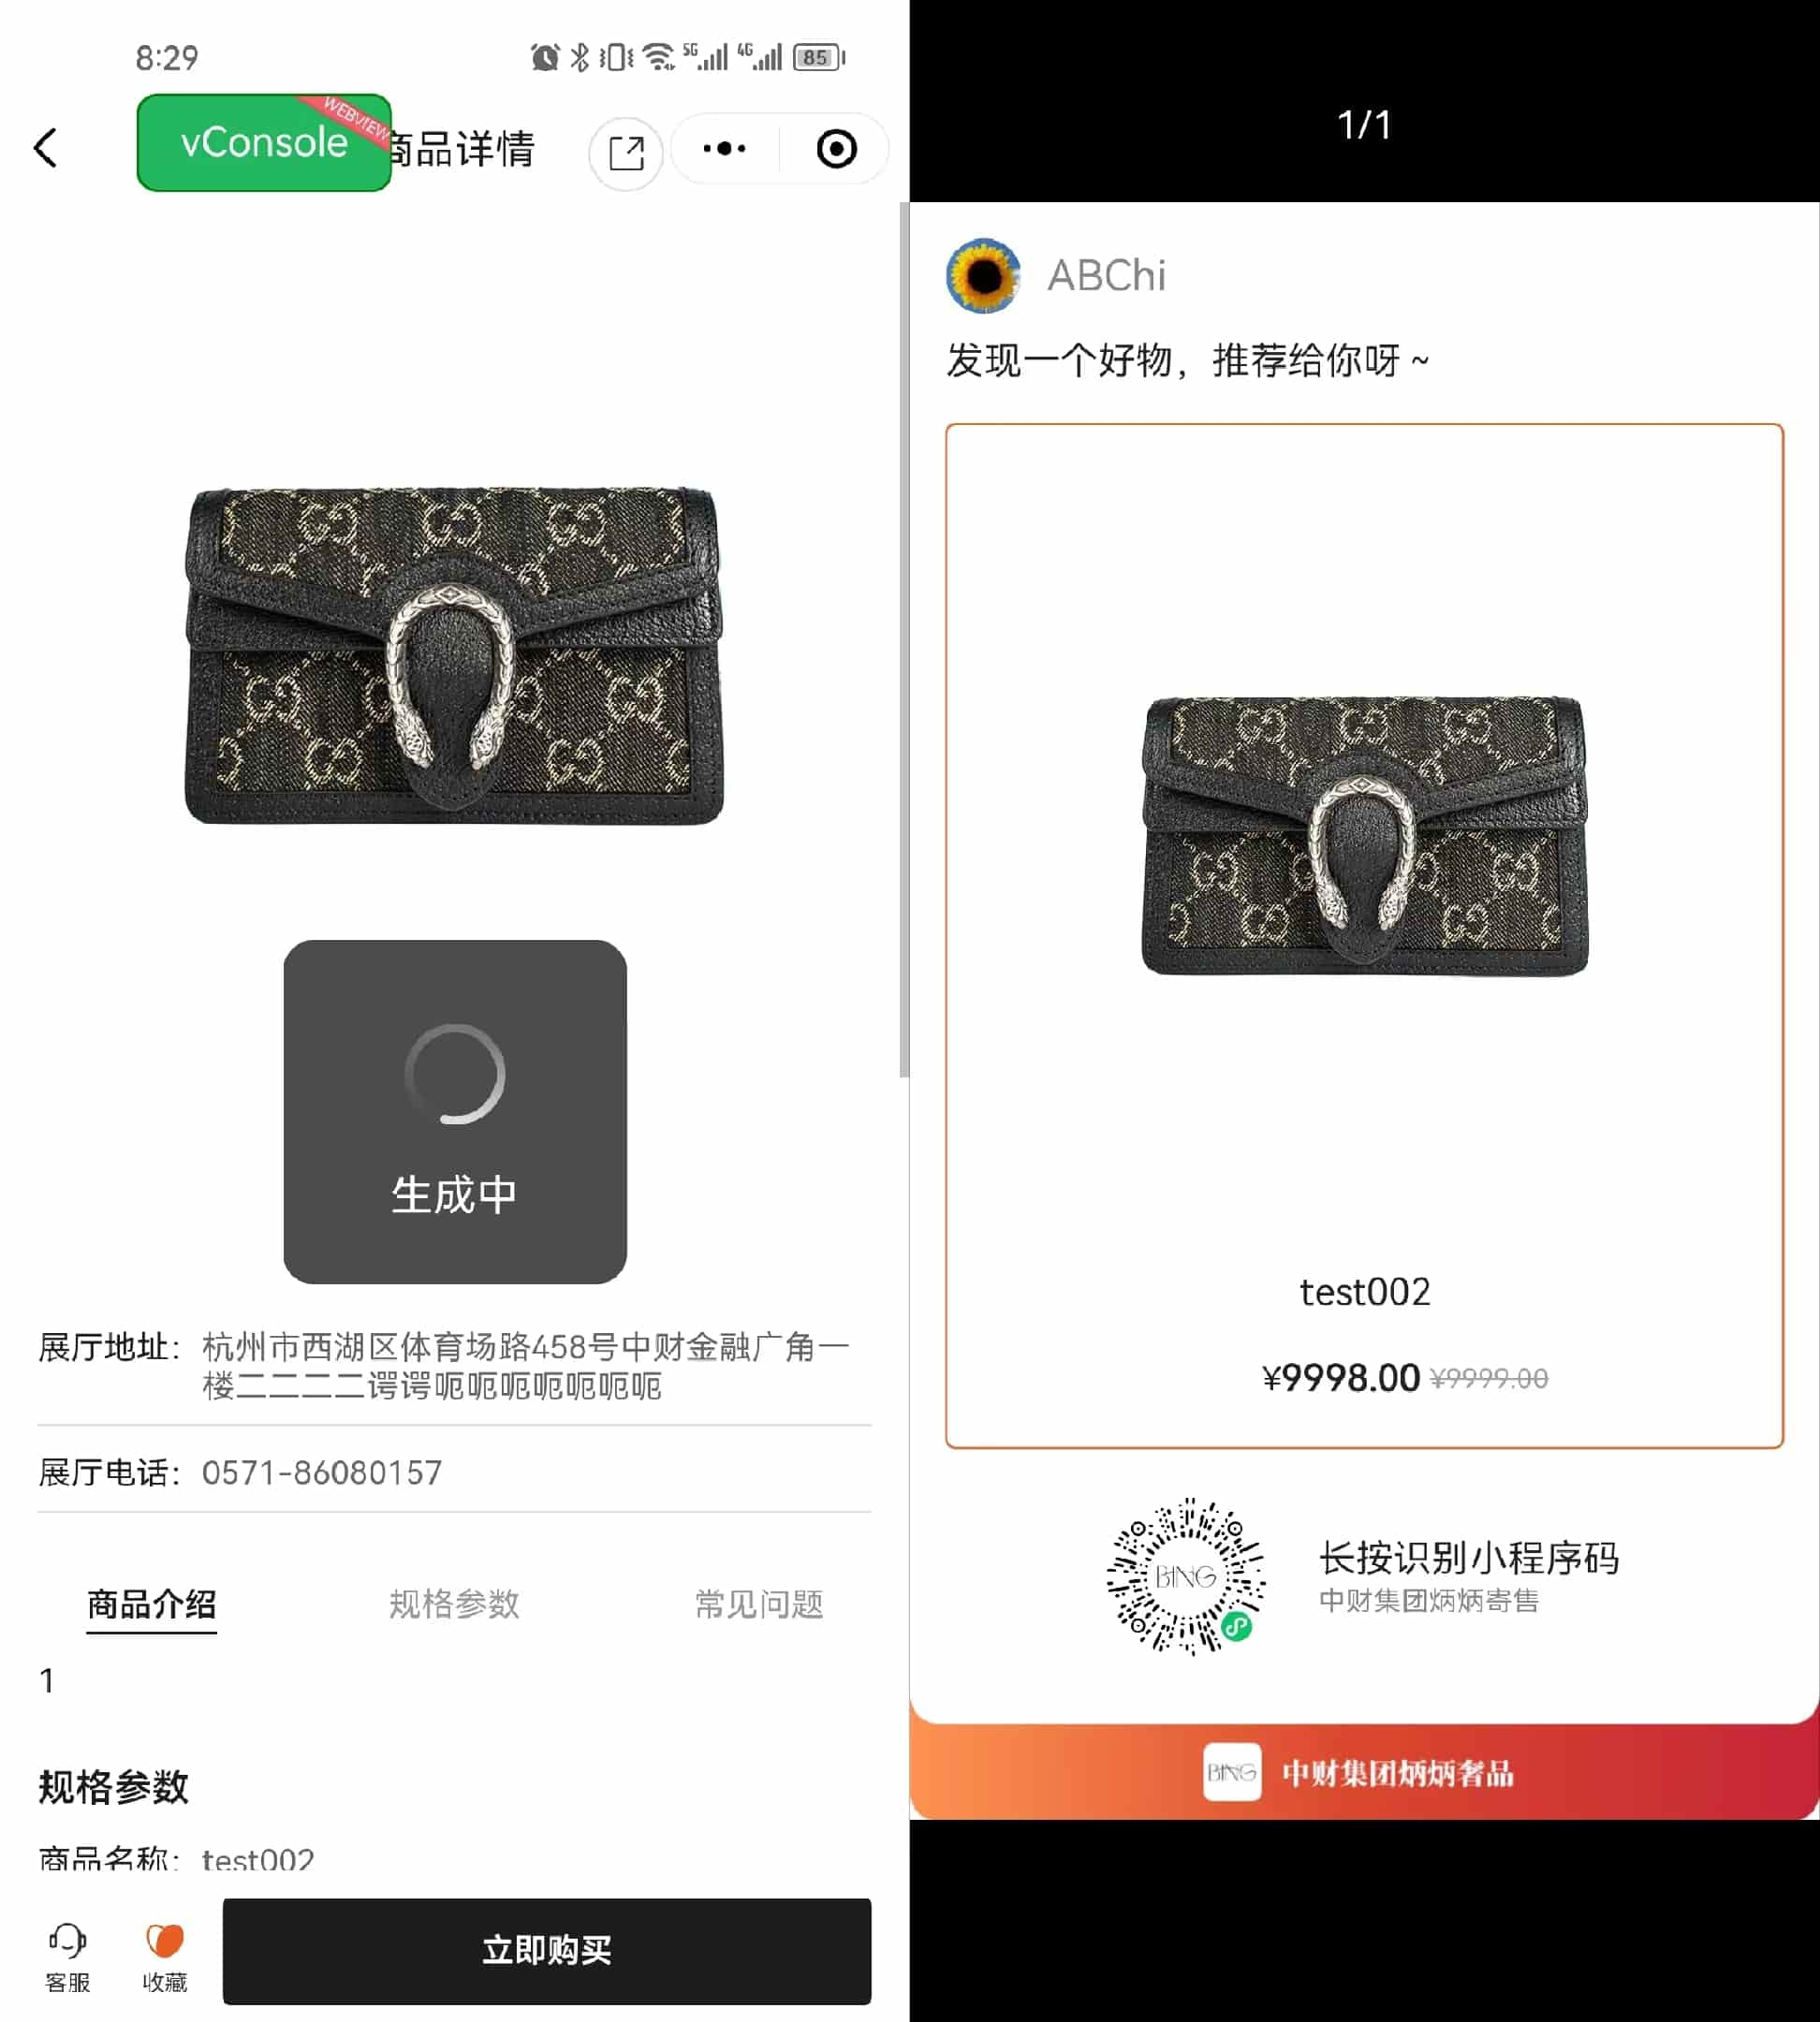 8:29
5G
4G
85
vConsole
WEBVIEW
商品详情
生成中
展厅地址：杭州市西湖区体育场路458号中财金融广角一
楼二二二二谔谔呃呃呃呃呃呃呃
展厅电话：0571-86080157
商品介绍
规格参数
常见问题
1
规格参数
商品名称：test002
客服
收藏
立即购买
1/1
ABChi
发现一个好物，推荐给你呀 ~
test002
¥9998.00 ¥9999.00
BING
长按识别小程序码
中财集团炳炳寄售
BING
中财集团炳炳奢品